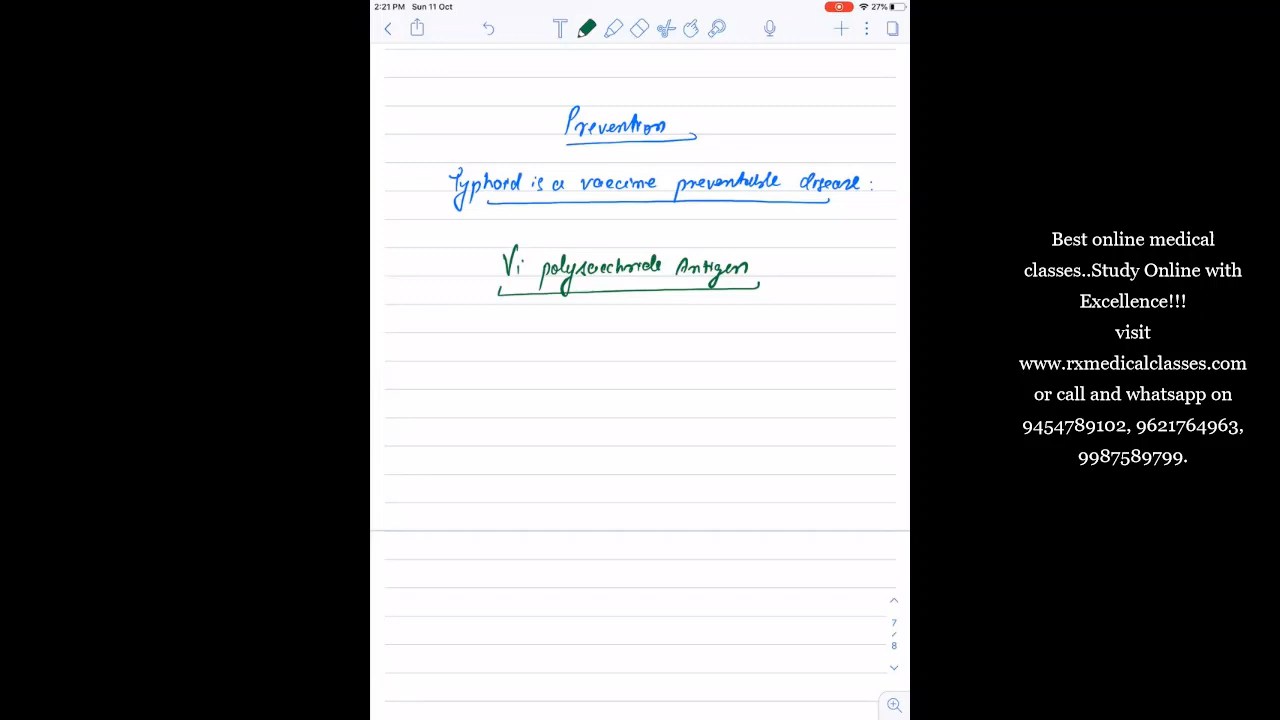 2:21 PM Sun 11 Oct
27%
Prevention
Typhoid is a vaccine preventable disease :
Vi polysacchride Antigen
7
/
8
Best online medical
classes..Study Online with
Excellence!!!
visit
www.rxmedicalclasses.com
or call and whatsapp on
9454789102, 9621764963,
9987589799.